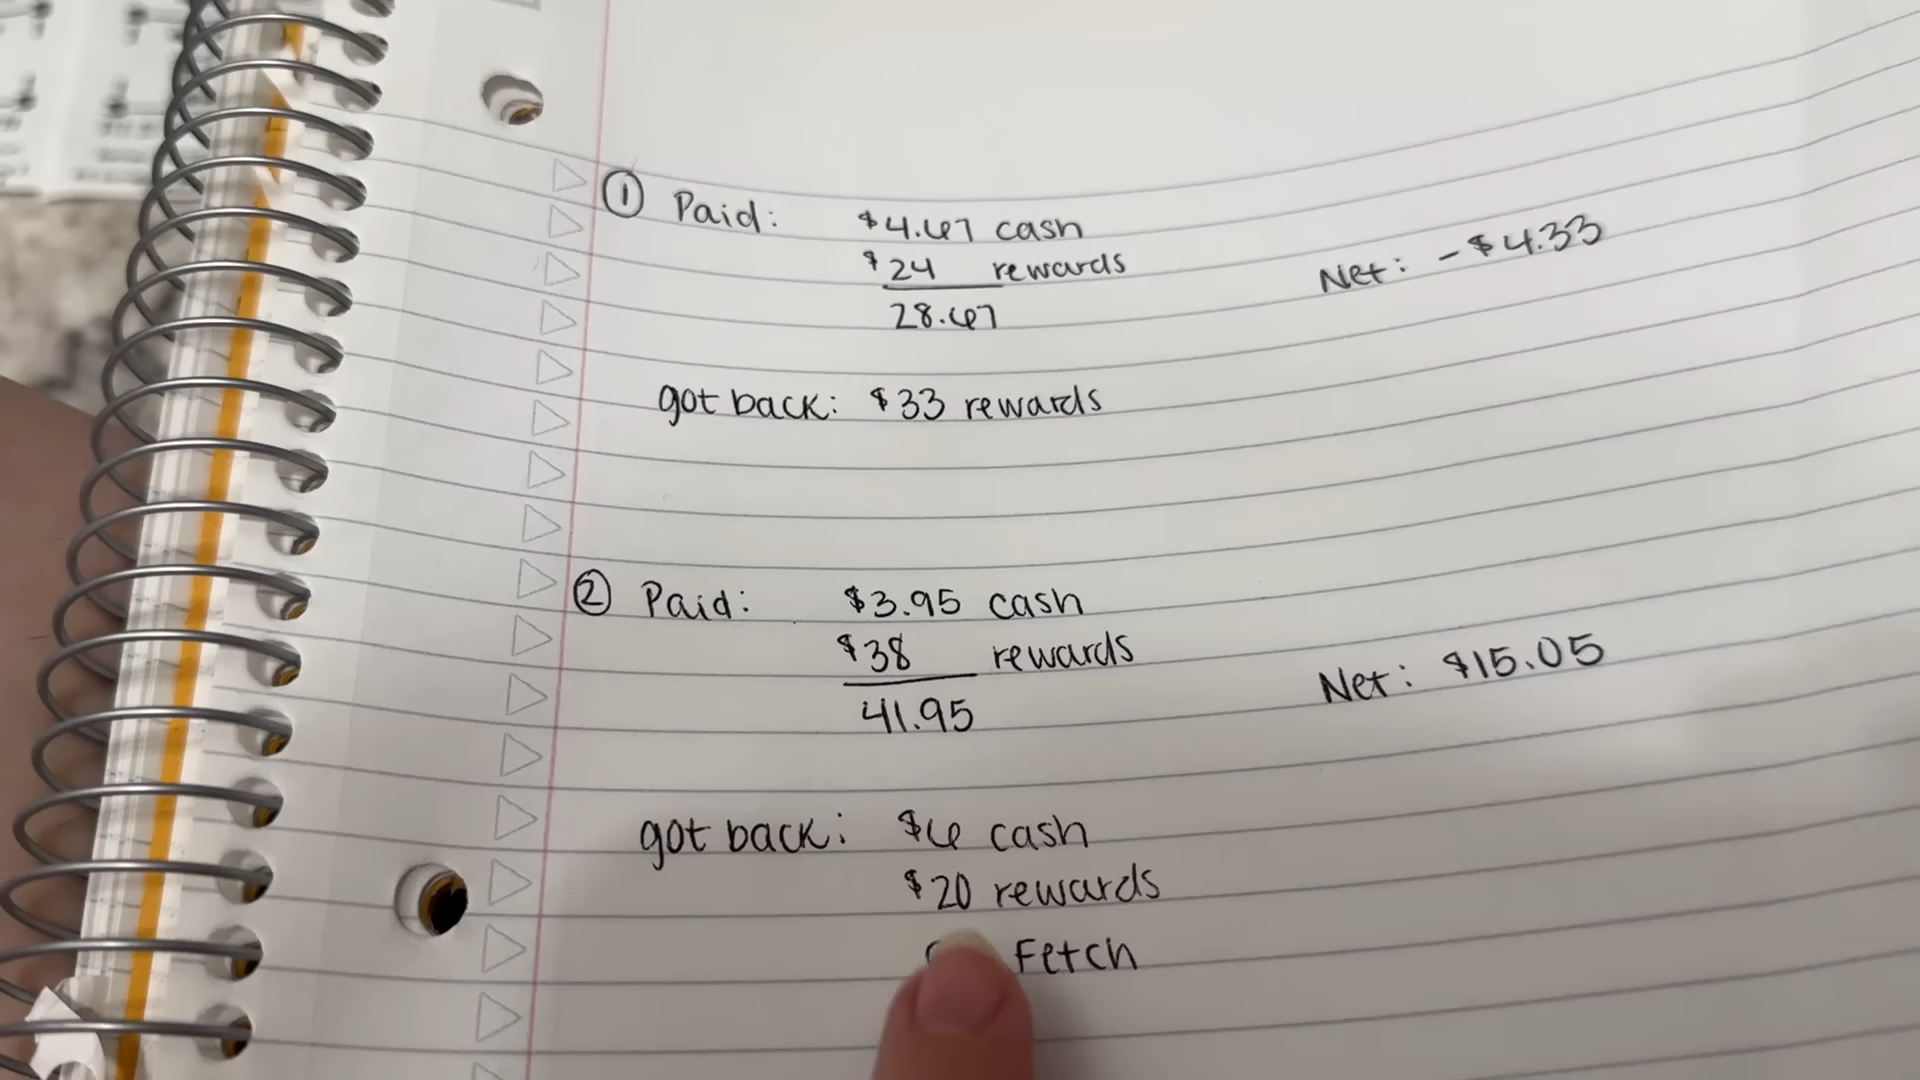 ① Paid: $4.67 cash
$24 rewards
28.67
Net: -$4.33
got back: $33 rewards
② Paid: $3.95 cash
$38 rewards
41.95
Net: $15.05
got back: $6 cash
$20 rewards
Fetch